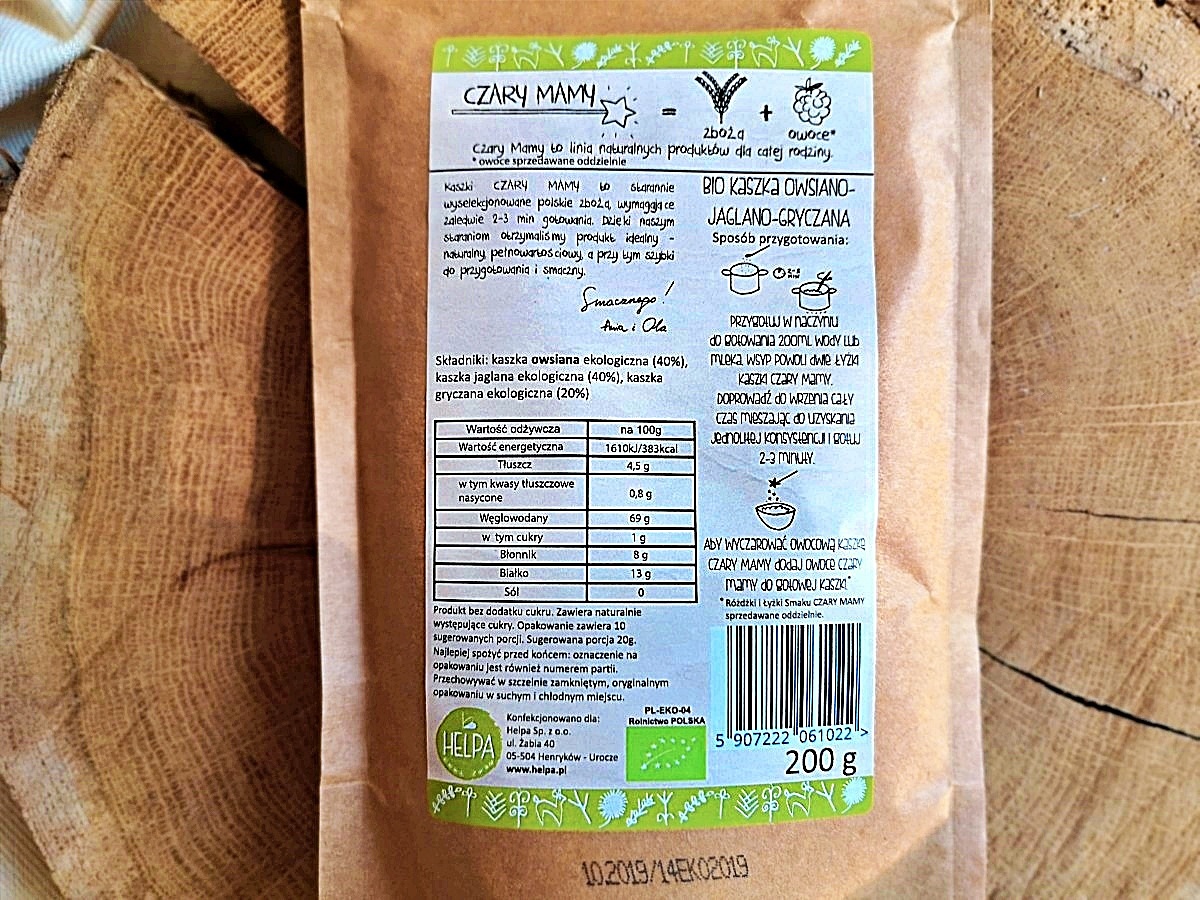 CZARY MAMY = +
zboża owoce*
Czary Mamy to linia naturalnych produktów dla całej rodziny.
* owoce sprzedawane oddzielnie
Kaszki CZARY MAMY to starannie
wyselekcjonowane polskie zboża, wymagające
zaledwie 2-3 min gotowania. Dzięki naszym
staraniom otrzymaliśmy produkt idealny -
naturalny, pełnowartościowy, a przy tym szybki
do przygotowania i smaczny.
Smacznego!
Ania i Ola
Składniki: kaszka owsiana ekologiczna (40%),
kaszka jaglana ekologiczna (40%), kaszka
gryczana ekologiczna (20%)
Wartość odżywcza na 100g
Wartość energetyczna 1610kJ/383kcal
Tłuszcz 4,5 g
w tym kwasy tłuszczowe
nasycone 0,8 g
Węglowodany 69 g
w tym cukry 1 g
Błonnik 8 g
Białko 13 g
Sól 0
Produkt bez dodatku cukru. Zawiera naturalnie
występujące cukry. Opakowanie zawiera 10
sugerowanych porcji. Sugerowana porcja 20g.
Najlepiej spożyć przed końcem: oznaczenie na
opakowaniu jest również numerem partii.
Przechowywać w szczelnie zamkniętym, oryginalnym
opakowaniu w suchym i chłodnym miejscu.
HELPA
Konfekcjonowano dla:
Helpa Sp. z o.o.
ul. Żabia 40
05-504 Henryków - Urocze
www.helpa.pl
PL-EKO-04
Rolnictwo POLSKA
BIO KASZKA OWSIANO-
JAGLANO-GRYCZANA
Sposób przygotowania:
PRZYGOTUJ W NACZYNIU
DO GOTOWANIA 200ML WODY LUB
MLEKA, WSYP POWOLI DWIE ŁYŻKI
KASZKI CZARY MAMY.
DOPROWADŹ DO WRZENIA CAŁY
CZAS MIESZAJĄC DO UZYSKANIA
JEDNOLITEJ KONSYSTENCJI I GOTUJ
2-3 MINUTY.
ABY WYCZAROWAĆ OWOCOWĄ KASZKĘ
CZARY MAMY DODAJ OWOCE CZARY
MAMY DO GOTOWEJ KASZKI*
* Różdżki i Łyżki Smaku CZARY MAMY
sprzedawane oddzielnie.
5 907222 061022 >
200 g
10.2019/14EKO2019